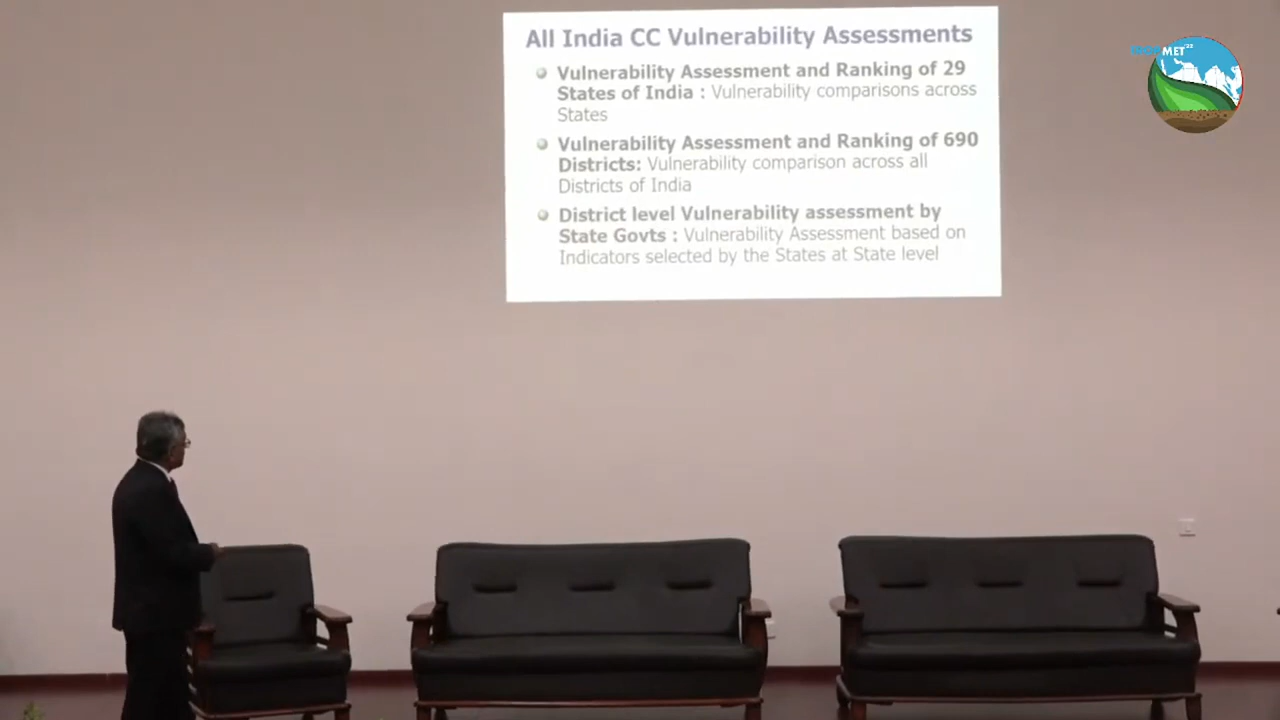 All India CC Vulnerability Assessments
Vulnerability Assessment and Ranking of 29
States of India : Vulnerability comparisons across
States
Vulnerability Assessment and Ranking of 690
Districts: Vulnerability comparison across all
Districts of India
District level Vulnerability assessment by
State Govts : Vulnerability Assessment based on
Indicators selected by the States at State level
MET'22